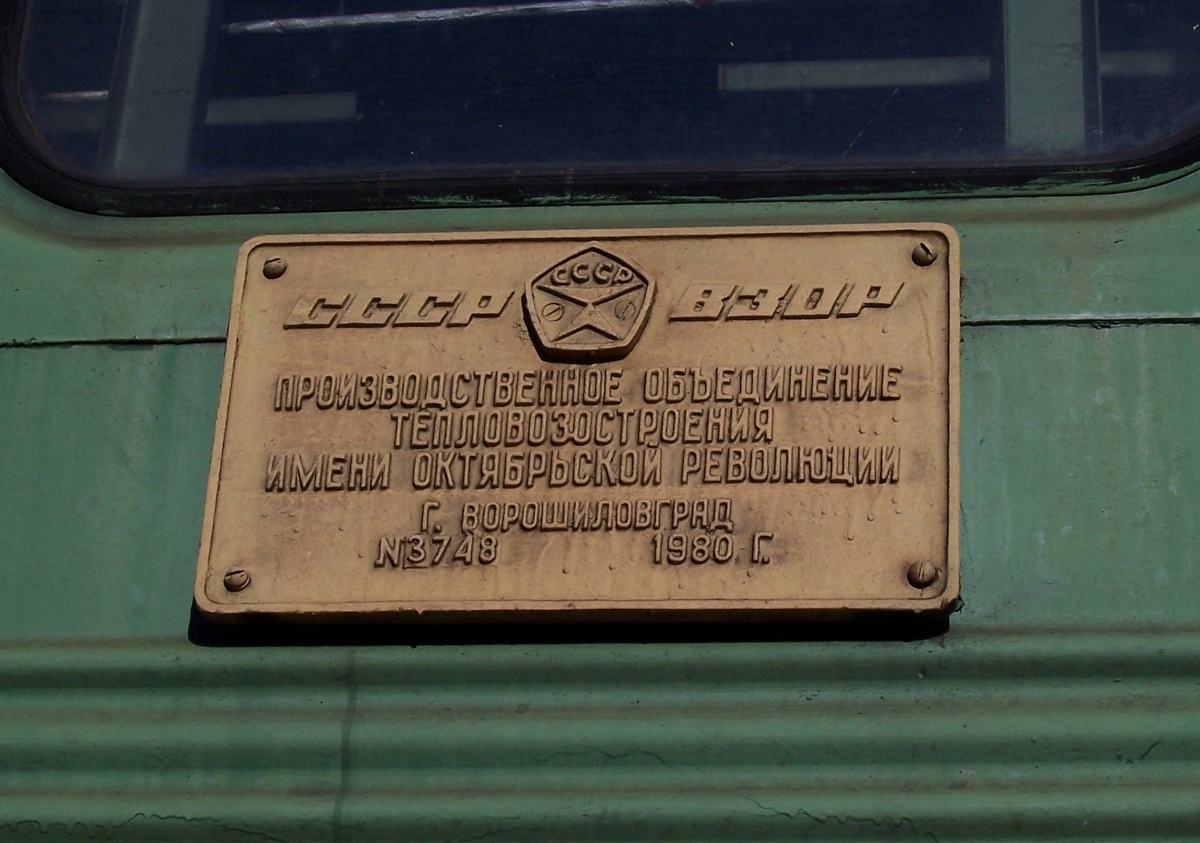 СССР СССР ВЗОР
ПРОИЗВОДСТВЕННОЕ ОБЪЕДИНЕНИЕ
ТЕПЛОВОЗОСТРОЕНИЯ
ИМЕНИ ОКТЯБРЬСКОЙ РЕВОЛЮЦИИ
Г. ВОРОШИЛОВГРАД
№3748 1980 Г.